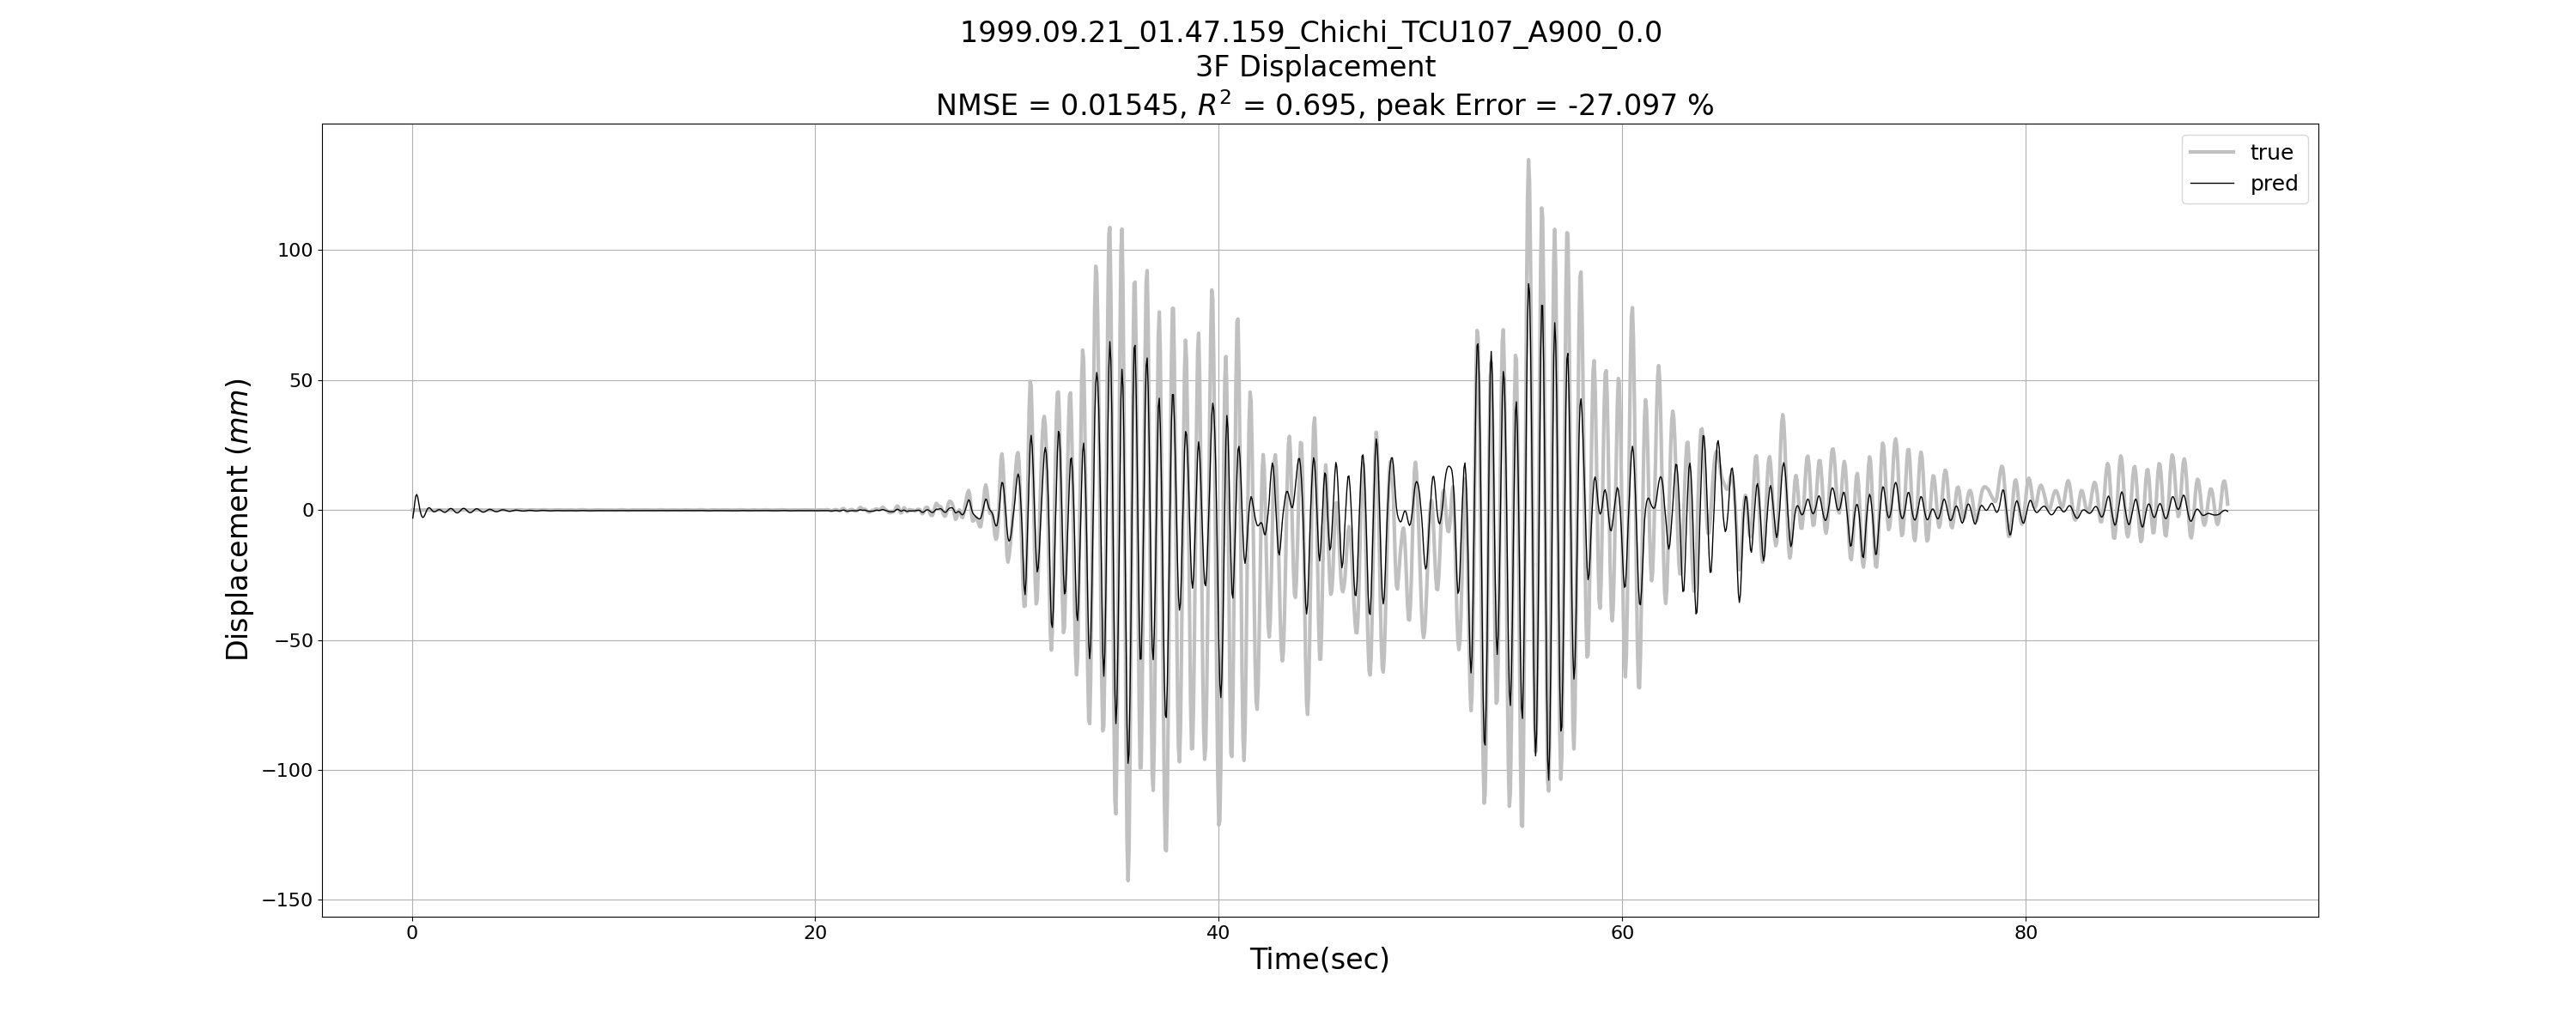 1999.09.21_01.47.159_Chichi_TCU107_A900_0.0
3F Displacement
NMSE = 0.01545, R² = 0.695, peak Error = -27.097 %
true
pred
Displacement (mm)
100
50
0
−50
−100
−150
0 20 40 60 80
Time(sec)